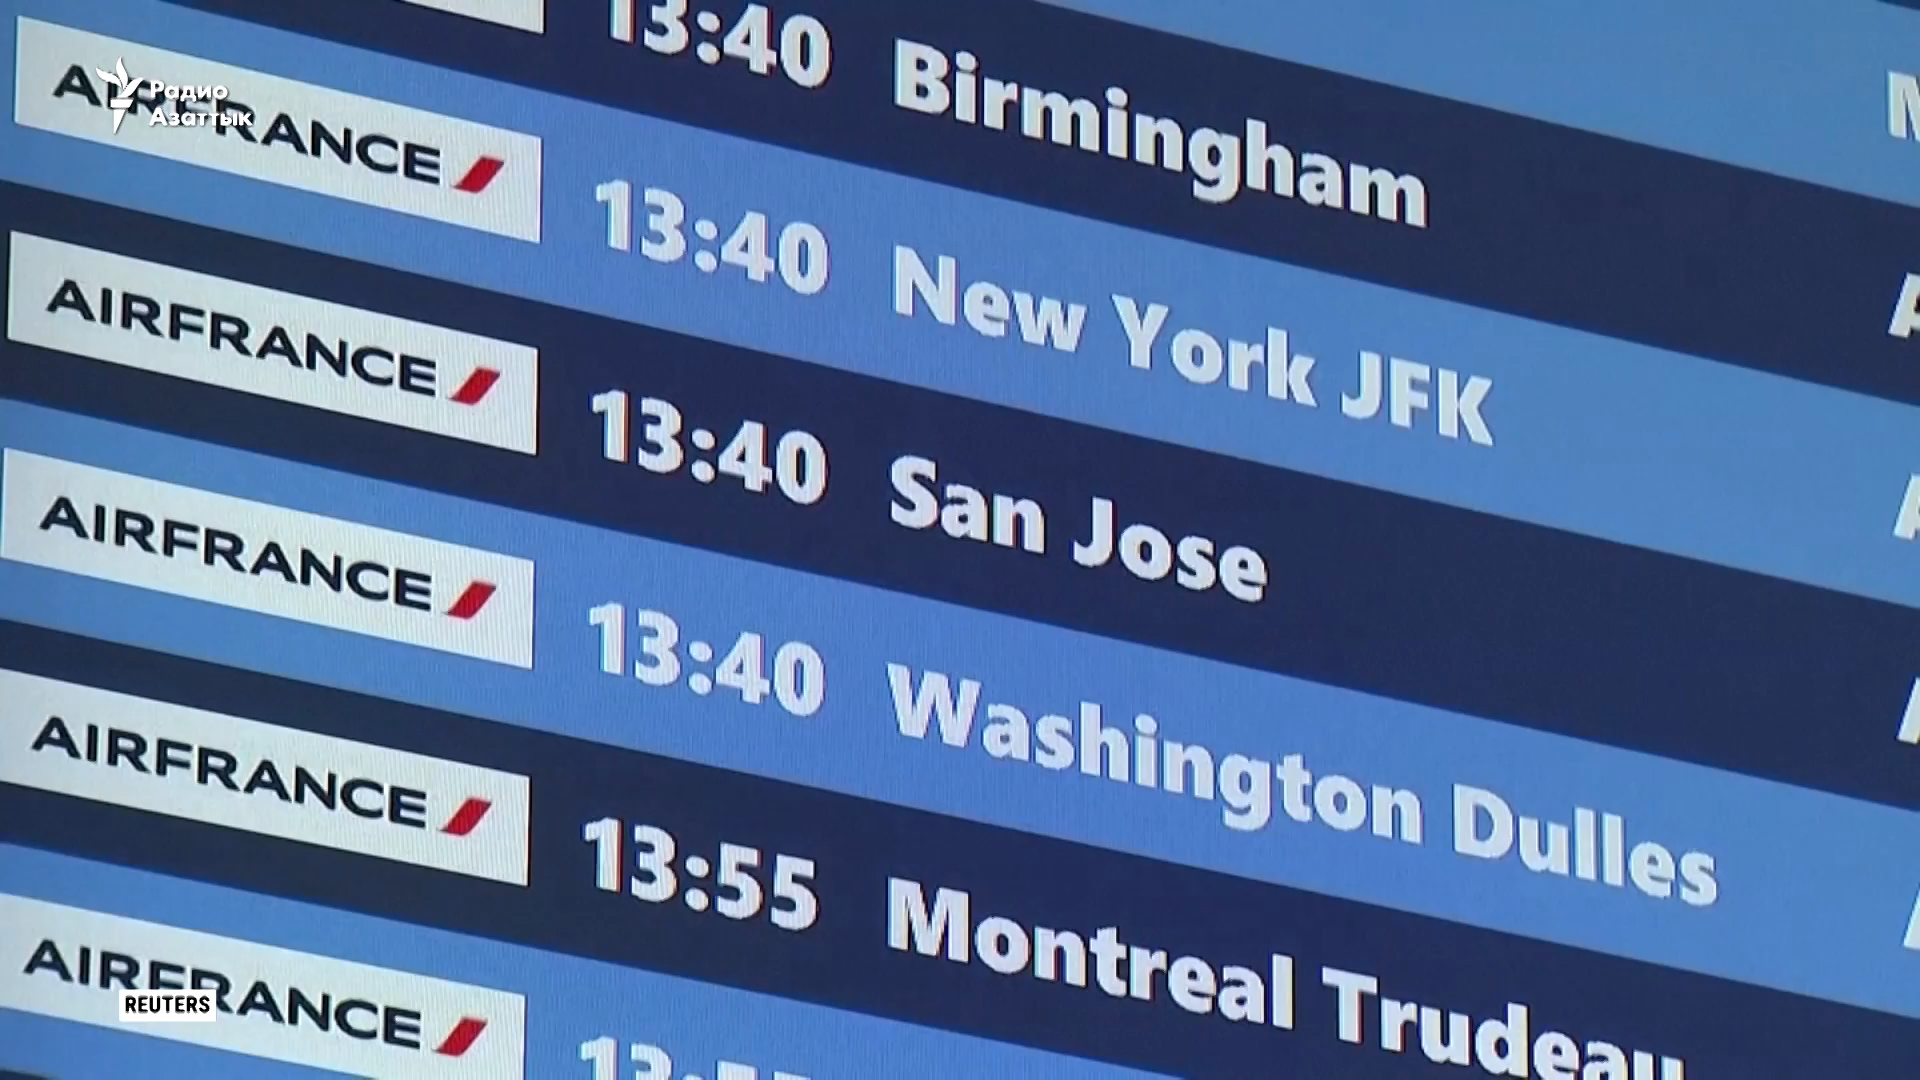 13:40 Birmingham
AIRFRANCE 13:40 New York JFK
Радио
Азаттык
AIRFRANCE 13:40 San Jose
AIRFRANCE 13:40 Washington Dulles
AIRFRANCE 13:55 Montreal Trudeau
AIRFRANCE
REUTERS